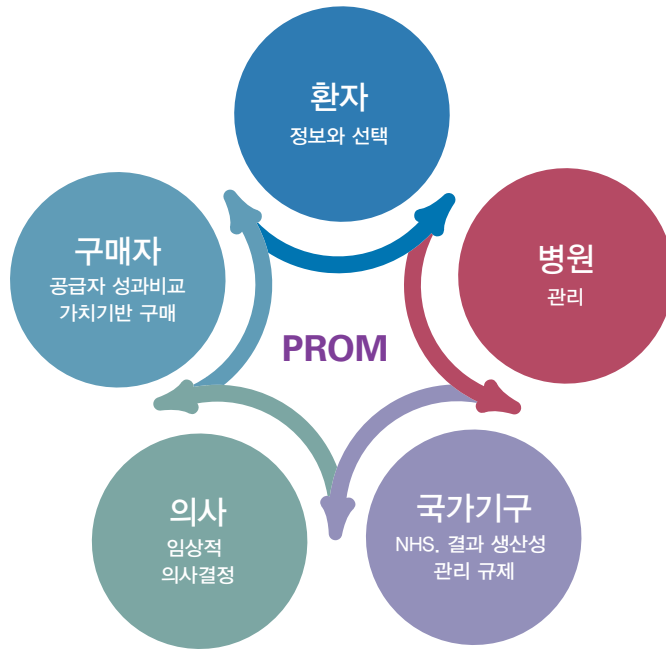 환자
정보와 선택
구매자
공급자 성과비교
가치기반 구매
병원
관리
PROM
의사
임상적
의사결정
국가기구
NHS, 결과 생산성
관리 규제